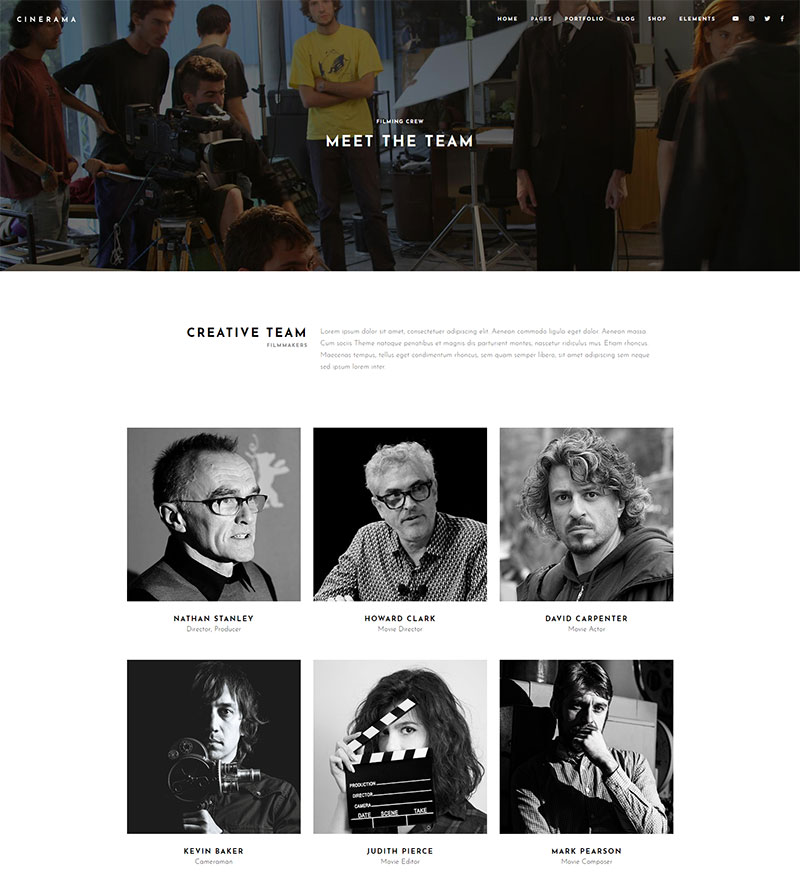 CINERAMA
HOME PAGES PORTFOLIO BLOG SHOP ELEMENTS
FILMING CREW
MEET THE TEAM
CREATIVE TEAM
FILMMAKERS
Lorem ipsum dolor sit amet, consectetuer adipiscing elit. Aenean commodo ligula eget dolor. Aenean massa.
Cum sociis Theme natoque penatibus et magnis dis parturient montes, nascetur ridiculus mus. Etiam rhoncus.
Maecenas tempus, tellus eget condimentum rhoncus, sem quam semper libero, sit amet adipiscing sem neque
sed ipsum lorem inter.
NATHAN STANLEY
Director, Producer
HOWARD CLARK
Movie Director
DAVID CARPENTER
Movie Actor
PRODUCTION
DIRECTOR
CAMERA
DATE SCENE TAKE
KEVIN BAKER
Cameraman
JUDITH PIERCE
Movie Editor
MARK PEARSON
Movie Composer